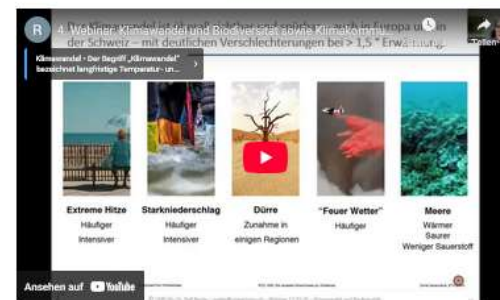 R
4. Webinar: Klimawandel und Biodiversität sowie Klimakommu...
Der Klimawandel ist überall sichtbar und spürbar, auch in Europa und in
der Schweiz – mit deutlichen Verschlechterungen bei > 1,5 ° Erwärmung.
Teilen
Klimawandel • Der Begriff „Klimawandel“
bezeichnet langfristige Temperatur- un...
Extreme Hitze
Häufiger
Intensiver
Starkniederschlag
Häufiger
Intensiver
Dürre
Zunahme in
einigen Regionen
"Feuer Wetter"
Häufiger
Meere
Wärmer
Saurer
Weniger Sauerstoff
Ansehen auf YouTube